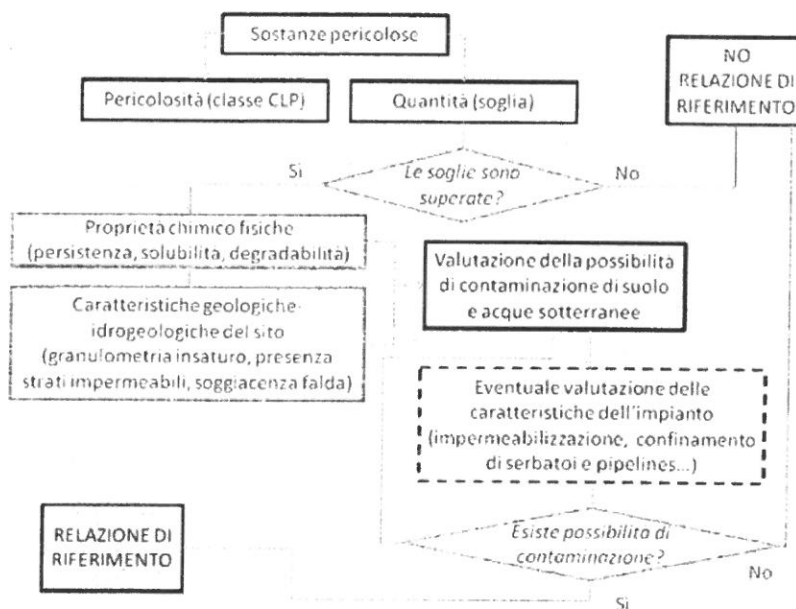 Sostanze pericolose
NO
RELAZIONE DI
RIFERIMENTO
Pericolosità (classe CLP)
Quantità (soglia)
Si
Le soglie sono
superate?
No
Proprietà chimico fisiche
(persistenza, solubilità, degradabilità)
Valutazione della possibilità
di contaminazione di suolo
e acque sotterranee
Caratteristiche geologiche-
idrogeologiche del sito
(granulometria insaturo, presenza
strati impermeabili, soggiacenza falda)
Eventuale valutazione delle
caratteristiche dell'impianto
(impermeabilizzazione, confinamento
di serbatoi e pipelines...)
RELAZIONE DI
RIFERIMENTO
Esiste possibilita di
contaminazione?
No
Si